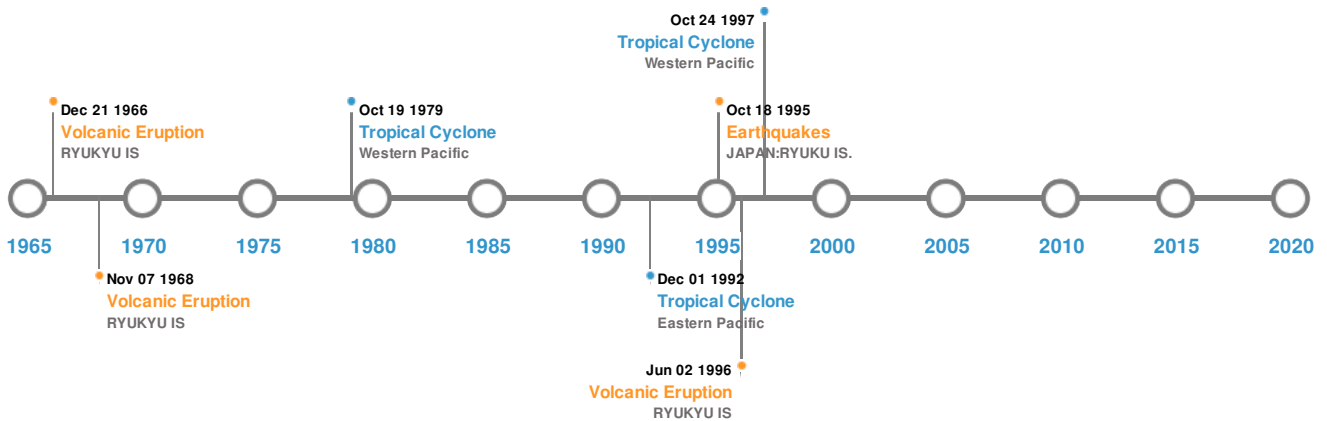 Oct 24 1997
Tropical Cyclone
Western Pacific
Dec 21 1966
Volcanic Eruption
RYUKYU IS
Oct 19 1979
Tropical Cyclone
Western Pacific
Oct 18 1995
Earthquakes
JAPAN:RYUKU IS.
1965 1970 1975 1980 1985 1990 1995 2000 2005 2010 2015 2020
Nov 07 1968
Volcanic Eruption
RYUKYU IS
Dec 01 1992
Tropical Cyclone
Eastern Pacific
Jun 02 1996
Volcanic Eruption
RYUKYU IS